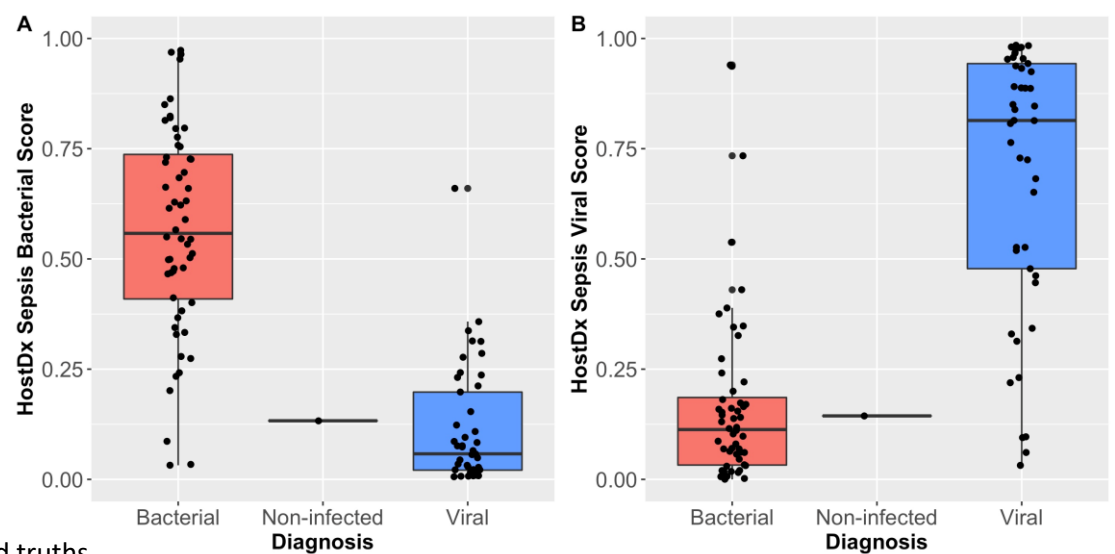 A
HostDx Sepsis Bacterial Score
1.00
0.75
0.50
0.25
0.00
Bacterial
Non-infected
Viral
Diagnosis
B
HostDx Sepsis Viral Score
1.00
0.75
0.50
0.25
0.00
Bacterial
Non-infected
Viral
Diagnosis
truths